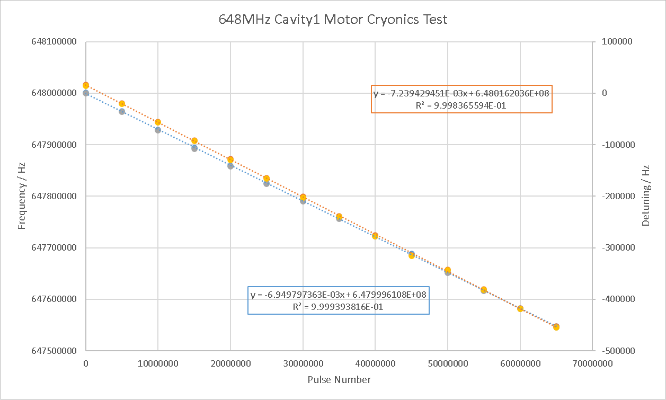 648MHz Cavity1 Motor Cryonics Test
648100000
648000000
647900000
647800000
647700000
647600000
647500000
Frequency / Hz
100000
0
-100000
-200000
-300000
-400000
-500000
Detuning / Hz
y = -7.239429451E-03x + 6.480162036E+08
R² = 9.998365594E-01
y = -6.949797363E-03x + 6.479996108E+08
R² = 9.999393816E-01
0 10000000 20000000 30000000 40000000 50000000 60000000 70000000
Pulse Number